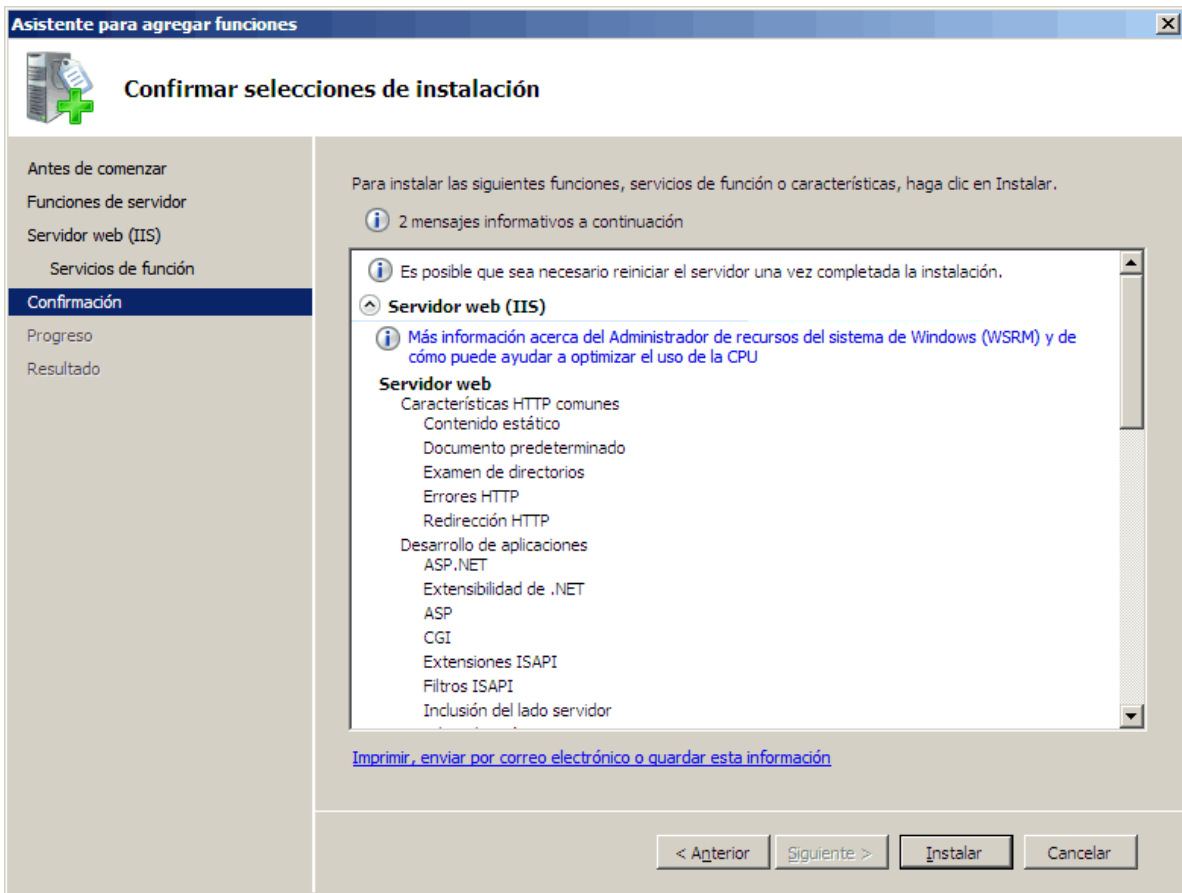 Asistente para agregar funciones
Confirmar selecciones de instalación
Antes de comenzar
Funciones de servidor
Servidor web (IIS)
Servicios de función
Confirmación
Progreso
Resultado
Para instalar las siguientes funciones, servicios de función o características, haga clic en Instalar.
2 mensajes informativos a continuación
Es posible que sea necesario reiniciar el servidor una vez completada la instalación.
Servidor web (IIS)
Más información acerca del Administrador de recursos del sistema de Windows (WSRM) y de
cómo puede ayudar a optimizar el uso de la CPU
Servidor web
Características HTTP comunes
Contenido estático
Documento predeterminado
Examen de directorios
Errores HTTP
Redirección HTTP
Desarrollo de aplicaciones
ASP.NET
Extensibilidad de .NET
ASP
CGI
Extensiones ISAPI
Filtros ISAPI
Inclusión del lado servidor
Imprimir, enviar por correo electrónico o guardar esta información
< Anterior
Siguiente >
Instalar
Cancelar